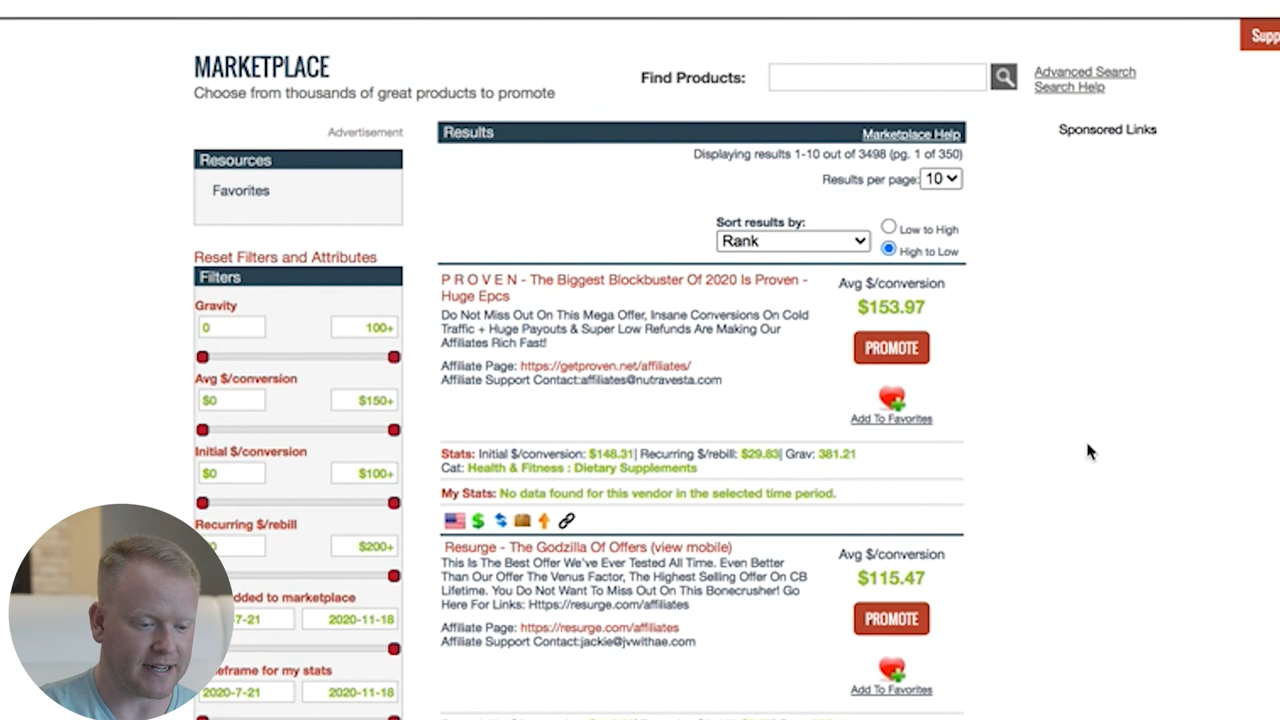 Supp
MARKETPLACE
Choose from thousands of great products to promote
Find Products:
Advanced Search
Search Help
Advertisement
Resources
Favorites
Reset Filters and Attributes
Filters
Gravity
0 100+
Avg $/conversion
$0 $150+
Initial $/conversion
$0 $100+
Recurring $/rebill
0 $200+
dded to marketplace
7-21 2020-11-18
eframe for my stats
2020-7-21 2020-11-18
Results Marketplace Help
Displaying results 1-10 out of 3498 (pg. 1 of 350)
Results per page: 10
Sort results by:
Rank
Low to High
High to Low
P R O V E N - The Biggest Blockbuster Of 2020 Is Proven -
Huge Epcs
Do Not Miss Out On This Mega Offer, Insane Conversions On Cold
Traffic + Huge Payouts & Super Low Refunds Are Making Our
Affiliates Rich Fast!
Affiliate Page: https://getproven.net/affiliates/
Affiliate Support Contact:affiliates@nutravesta.com
Avg $/conversion
$153.97
PROMOTE
Add To Favorites
Stats: Initial $/conversion: $148.31| Recurring $/rebill: $29.83| Grav: 381.21
Cat: Health & Fitness : Dietary Supplements
My Stats: No data found for this vendor in the selected time period.
$
Resurge - The Godzilla Of Offers (view mobile)
This Is The Best Offer We've Ever Tested All Time. Even Better
Than Our Offer The Venus Factor, The Highest Selling Offer On CB
Lifetime. You Do Not Want To Miss Out On This Bonecrusher! Go
Here For Links: Https://resurge.com/affiliates
Affiliate Page: https://resurge.com/affiliates
Affiliate Support Contact:jackie@jvwithae.com
Avg $/conversion
$115.47
PROMOTE
Add To Favorites
Sponsored Links